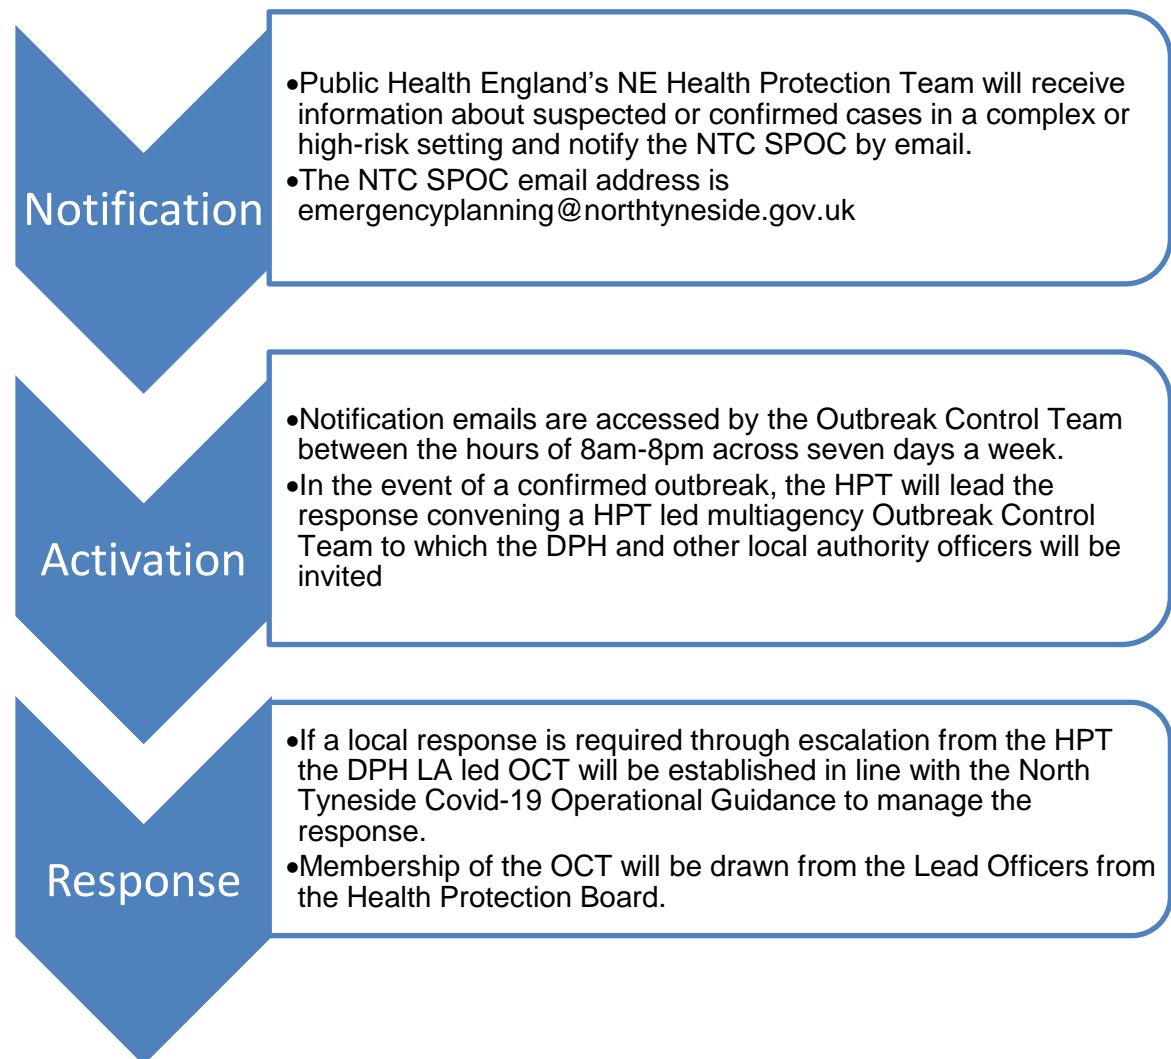 Notification
•Public Health England's NE Health Protection Team will receive
information about suspected or confirmed cases in a complex or
high-risk setting and notify the NTC SPOC by email.
•The NTC SPOC email address is
emergencyplanning@northtyneside.gov.uk
Activation
•Notification emails are accessed by the Outbreak Control Team
between the hours of 8am-8pm across seven days a week.
•In the event of a confirmed outbreak, the HPT will lead the
response convening a HPT led multiagency Outbreak Control
Team to which the DPH and other local authority officers will be
invited
Response
•If a local response is required through escalation from the HPT
the DPH LA led OCT will be established in line with the North
Tyneside Covid-19 Operational Guidance to manage the
response.
•Membership of the OCT will be drawn from the Lead Officers from
the Health Protection Board.